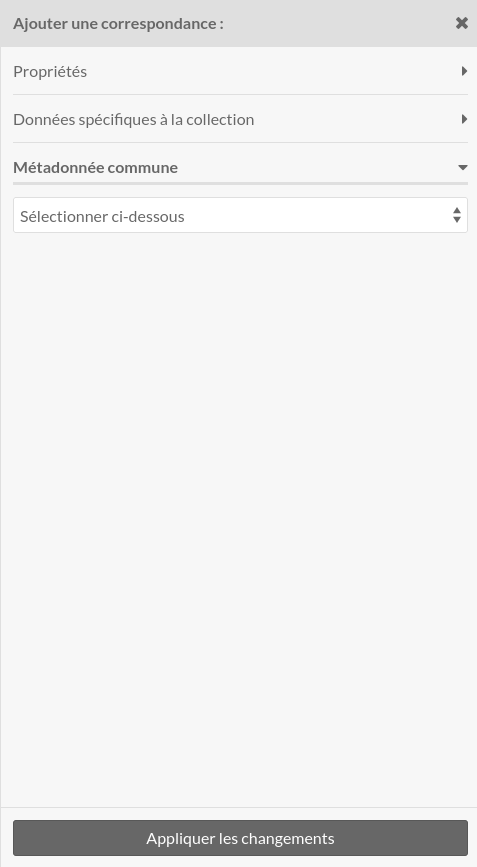 Ajouter une correspondance :
Propriétés
Données spécifiques à la collection
Métadonnée commune
Sélectionner ci-dessous
Appliquer les changements